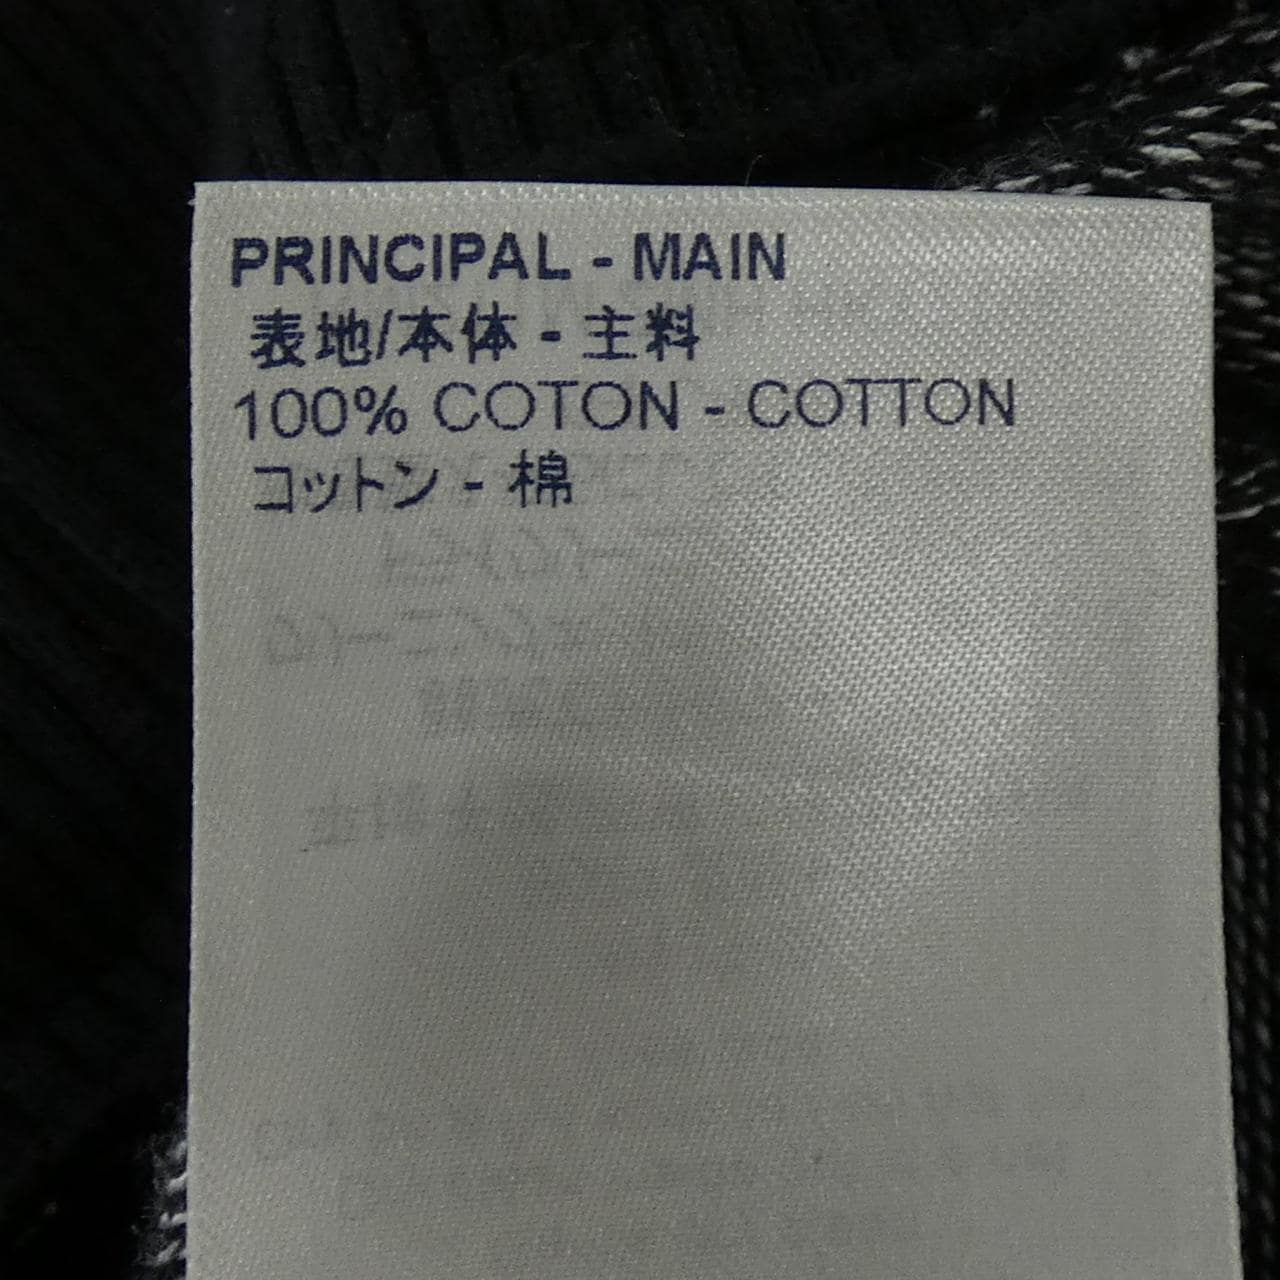 PRINCIPAL - MAIN
表地/本体 - 主料
100% COTON - COTTON
コットン - 棉